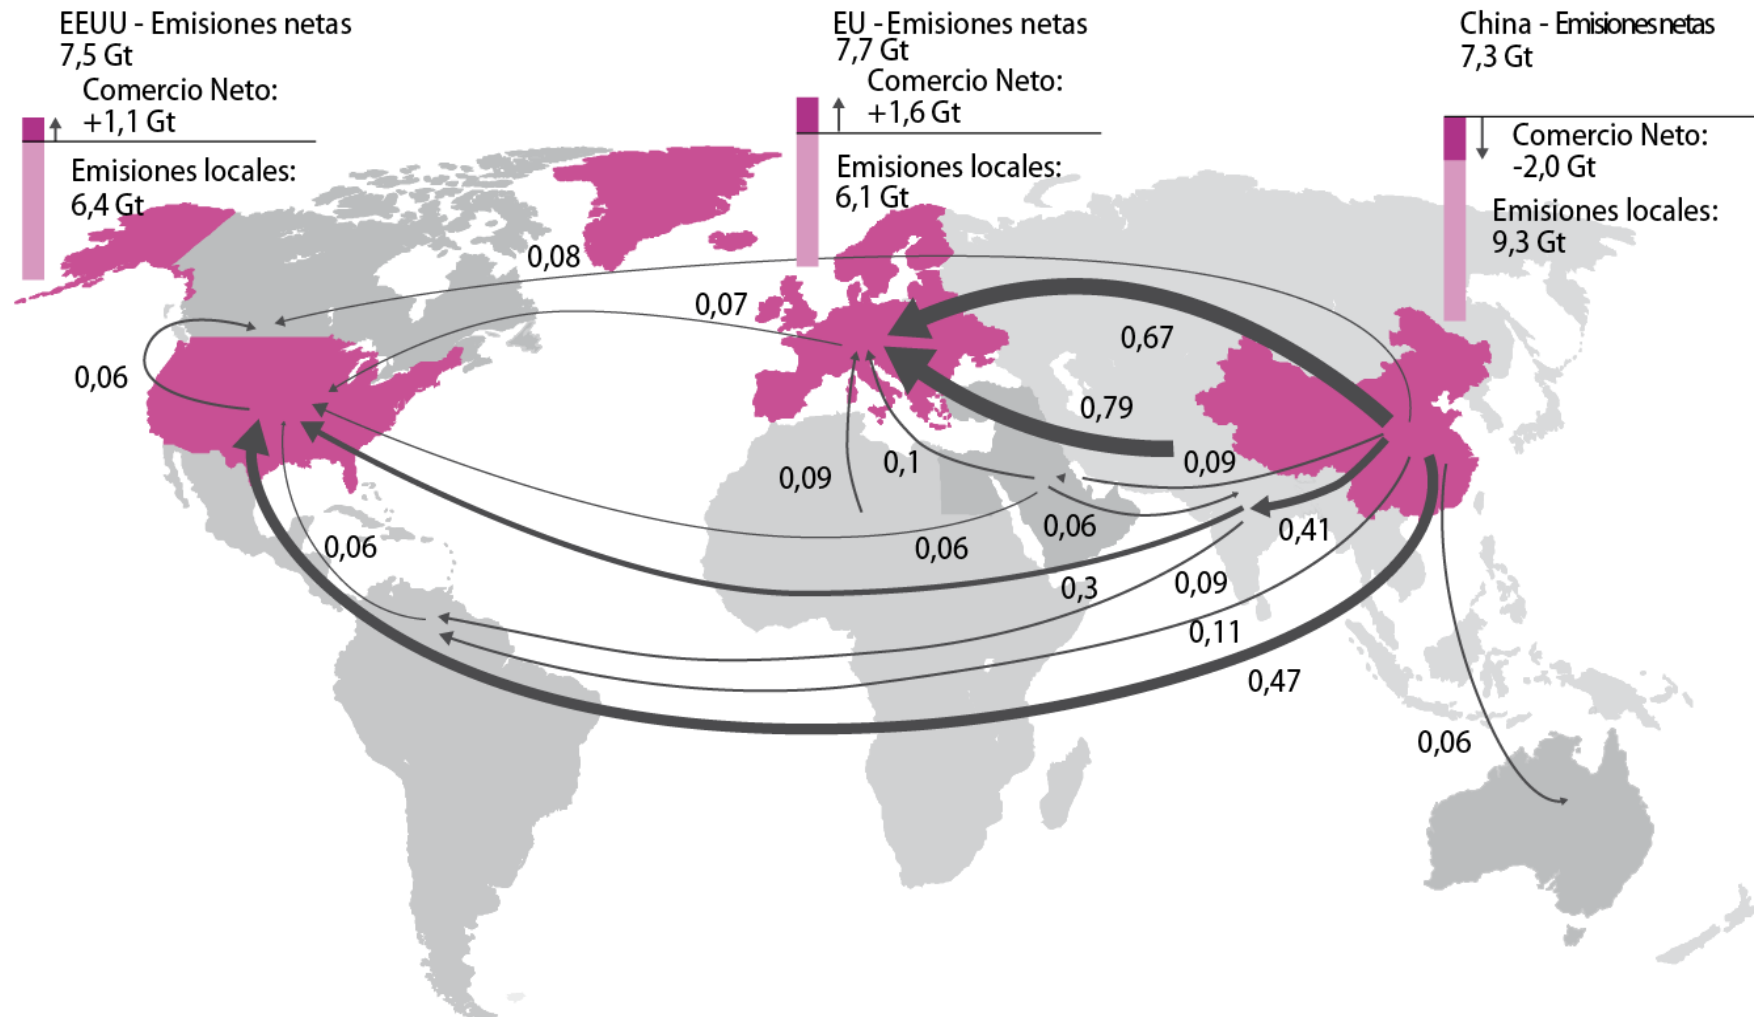 EEUU - Emisiones netas
7,5 Gt
Comercio Neto:
+1,1 Gt
Emisiones locales:
6,4 Gt
EU - Emisiones netas
7,7 Gt
Comercio Neto:
+1,6 Gt
Emisiones locales:
6,1 Gt
China - Emisiones netas
7,3 Gt
Comercio Neto:
-2,0 Gt
Emisiones locales:
9,3 Gt
0,08
0,07
0,67
0,06
0,79
0,09
0,1
0,09
0,06
0,06
0,06
0,41
0,3
0,09
0,11
0,47
0,06